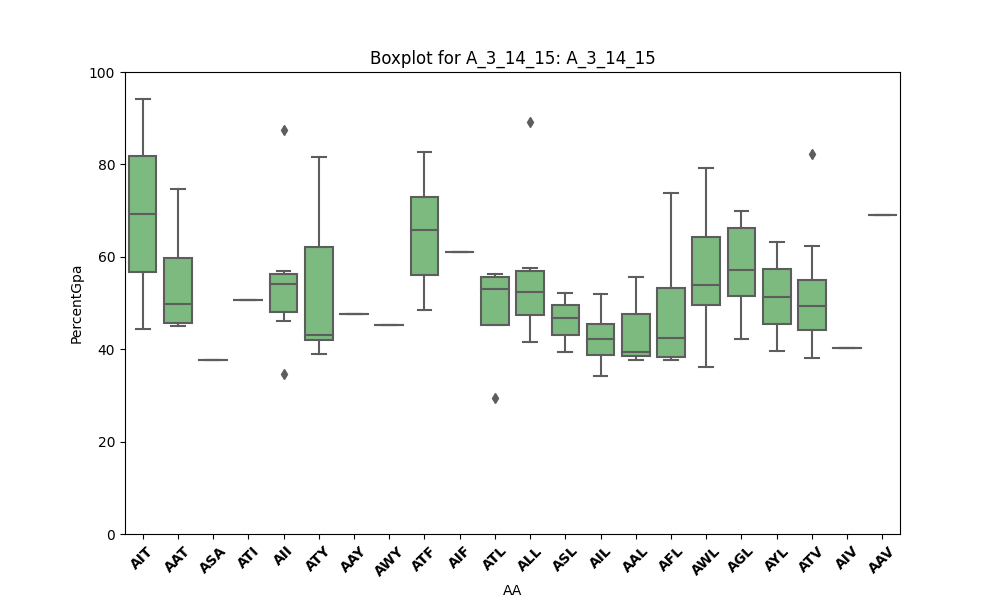 Boxplot for A_3_14_15: A_3_14_15
100
80
60
40
20
0
PercentGpa
AIT AAT ASA ATI AII ATY AAY AWY ATF AIF ATL ALL ASL AIL AAL AFL AWL AGL AYL ATV AIV AAV
AA